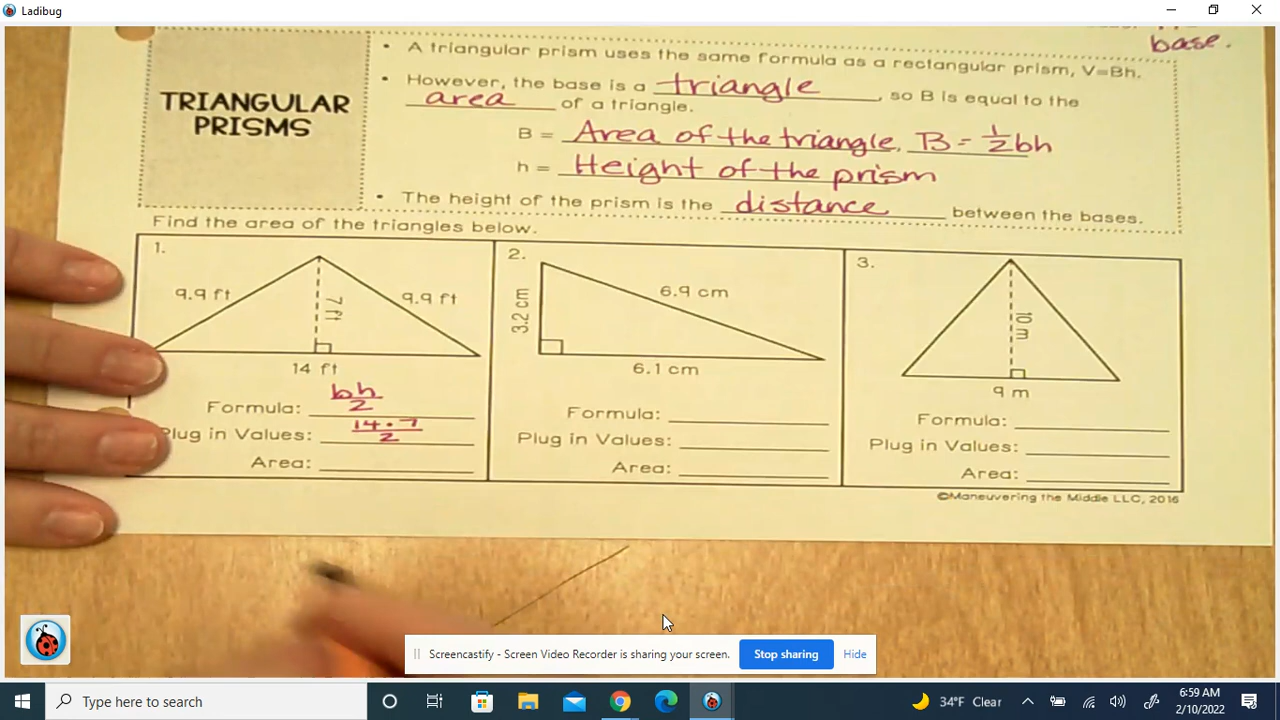 Ladibug
base.
• A triangular prism uses the same formula as a rectangular prism, V=Bh.
• However, the base is a triangle, so B is equal to the
area of a triangle.
TRIANGULAR
PRISMS
B = Area of the triangle, B = 1/2 bh
h = Height of the prism
• The height of the prism is the distance between the bases.
Find the area of the triangles below.
1.
9.9 ft
7 ft
9.9 ft
14 ft
Formula: bh/2
Plug in Values: 14 • 7/2
Area:
2.
3.2 cm
6.9 cm
6.1 cm
Formula:
Plug in Values:
Area:
3.
10 m
9 m
Formula:
Plug in Values:
Area:
©Maneuvering the Middle LLC, 2016
Screencastify - Screen Video Recorder is sharing your screen.
Stop sharing
Hide
Type here to search
34°F Clear
6:59 AM
2/10/2022